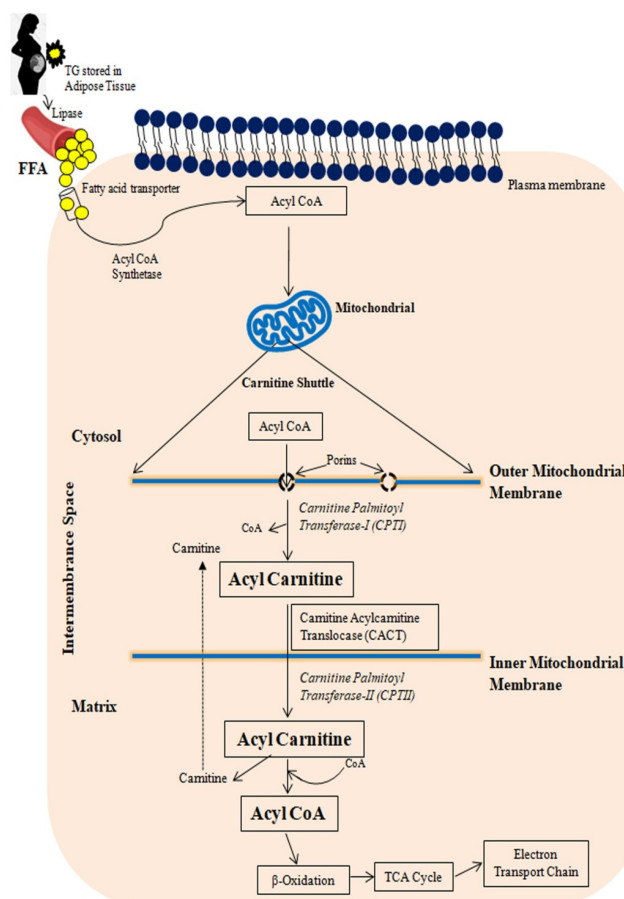 TG stored in
Adipose Tissue
Lipase
FFA
Fatty acid transporter
Plasma membrane
Acyl CoA
Acyl CoA
Synthetase
Mitochondrial
Carnitine Shuttle
Cytosol
Acyl CoA
Porins
Outer Mitochondrial
Membrane
Intermembrance Space
Carnitine Palmitoyl
Transferase-I (CPTI)
CoA
Carnitine
Acyl Carnitine
Carnitine Acylcarnitine
Translocase (CACT)
Inner Mitochondrial
Membrane
Carnitine Palmitoyl
Transferase-II (CPTII)
Matrix
Acyl Carnitine
Carnitine
CoA
Acyl CoA
β-Oxidation
TCA Cycle
Electron
Transport Chain